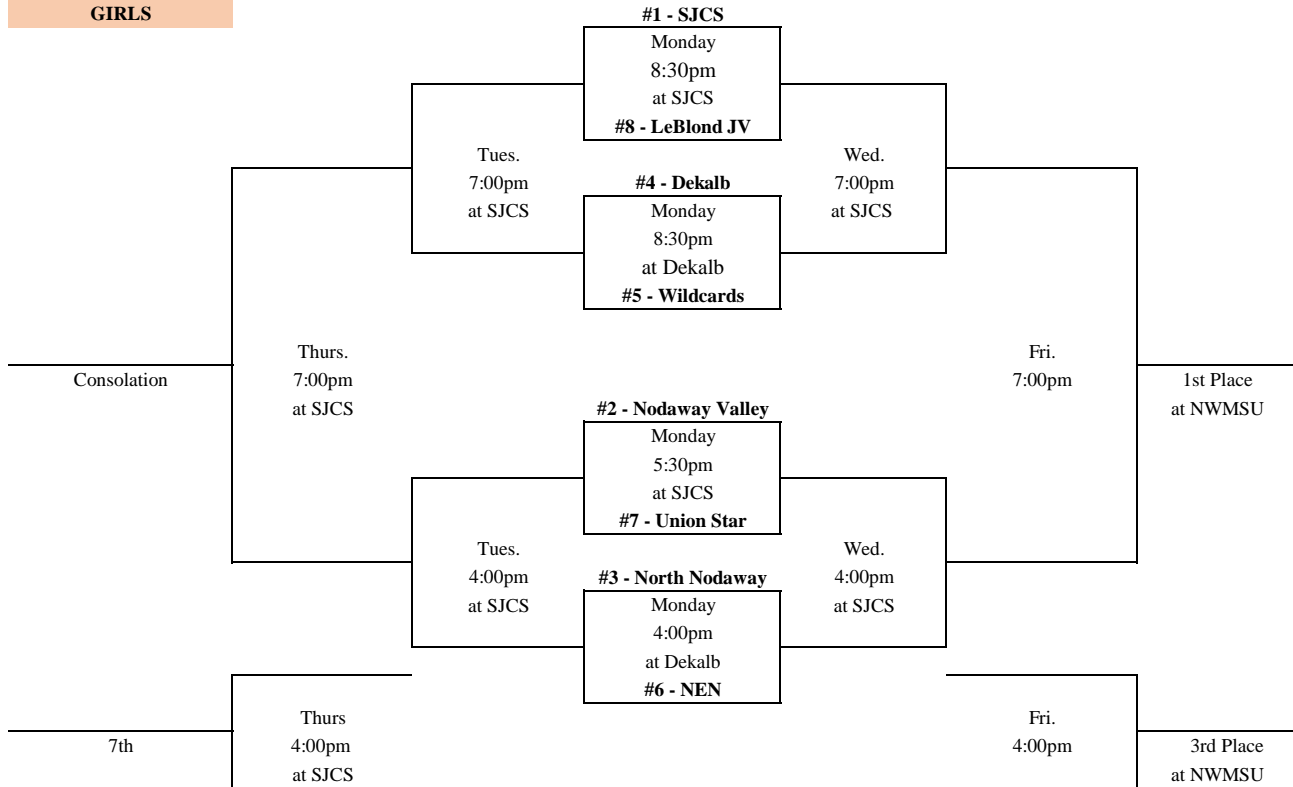 GIRLS
#1 - SJCS
Monday
8:30pm
at SJCS
#8 - LeBlond JV
Tues.
7:00pm
at SJCS
Wed.
7:00pm
at SJCS
#4 - Dekalb
Monday
8:30pm
at Dekalb
#5 - Wildcards
Thurs.
7:00pm
at SJCS
Consolation
Fri.
7:00pm
1st Place
at NWMSU
#2 - Nodaway Valley
Monday
5:30pm
at SJCS
#7 - Union Star
Tues.
4:00pm
at SJCS
Wed.
4:00pm
at SJCS
#3 - North Nodaway
Monday
4:00pm
at Dekalb
#6 - NEN
Thurs
4:00pm
at SJCS
7th
Fri.
4:00pm
3rd Place
at NWMSU